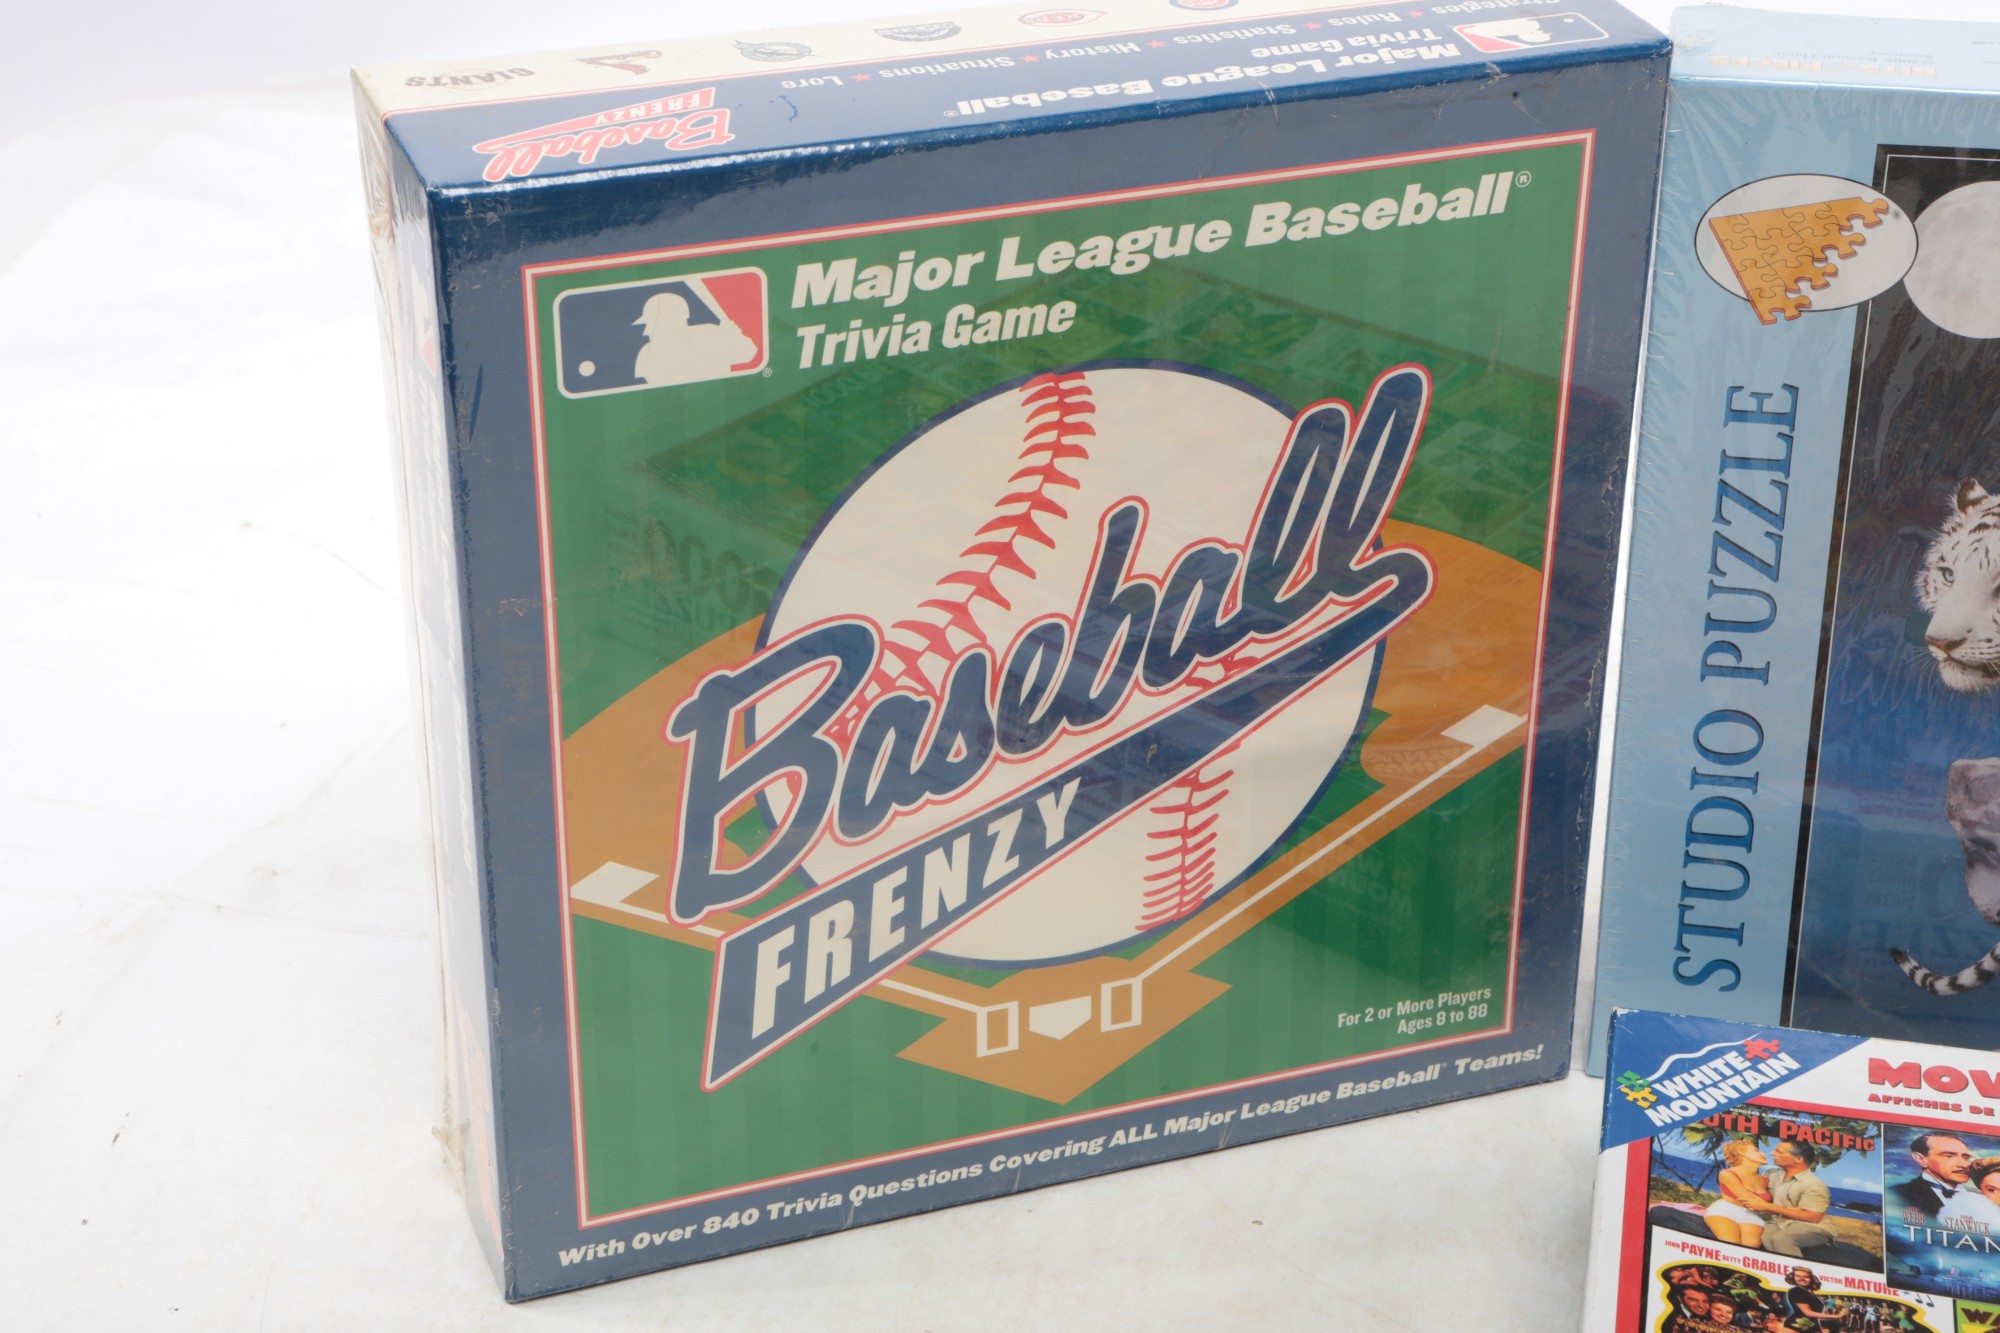 GIANTS
Strategies ★ Rules ★ Statistics ★ History ★ Situations ★ Lore
Major League Baseball®
Trivia Game
Baseball
FRENZY
Major League Baseball®
Trivia Game
Baseball
FRENZY
For 2 or More Players
Ages 8 to 88
With Over 840 Trivia Questions Covering ALL Major League Baseball® Teams!
STUDIO PUZZLE
WHITE
MOUNTAIN
MOV
AFFICHES DE
UTH PACIFIC
STANWYCK
TITAN
JOHN PAYNE BETTY GRABLE VICTOR MATURE